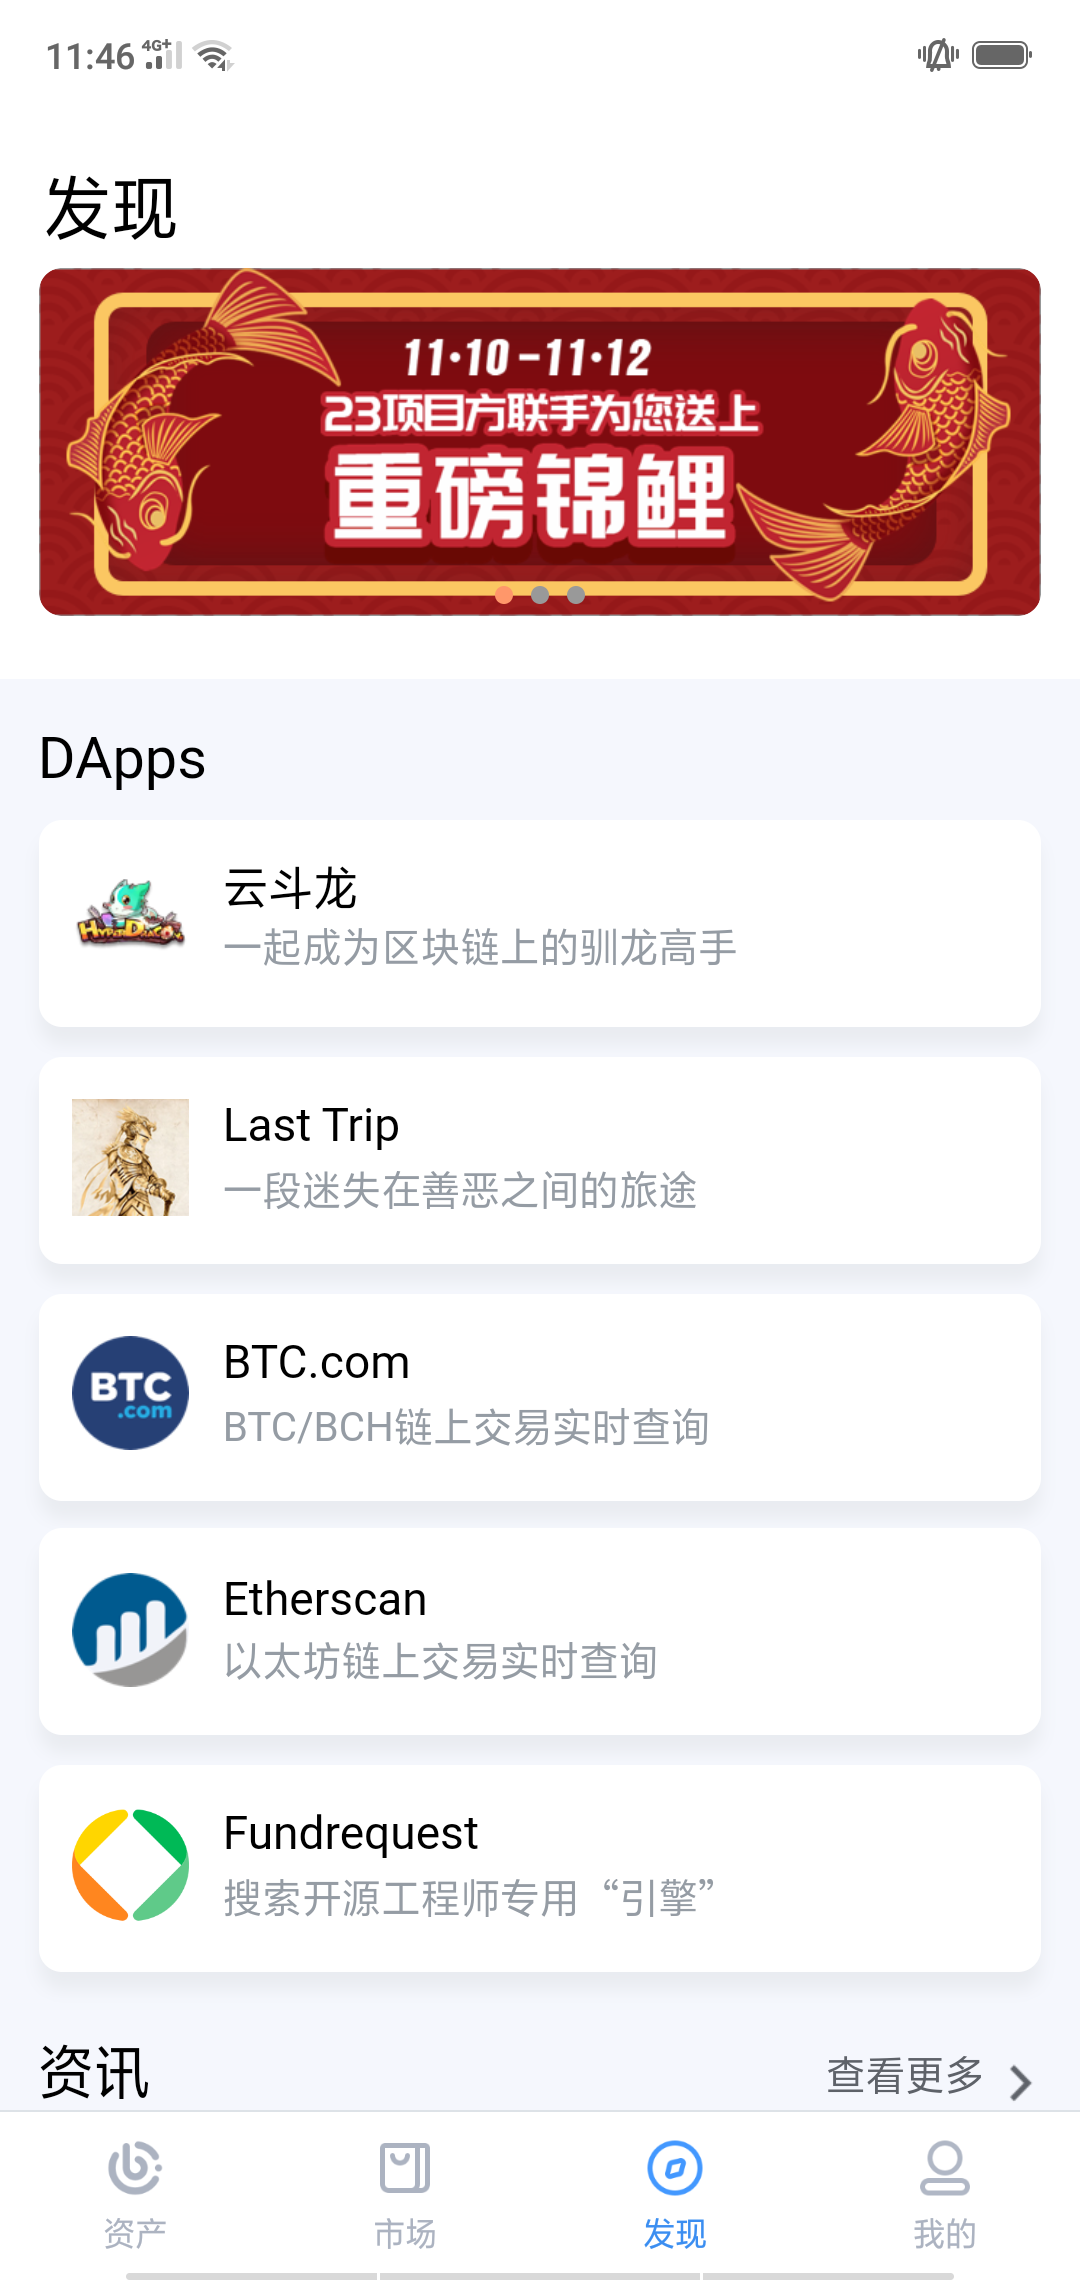 11:46 4G+
发现
11·10-11·12
23项目方联手为您送上
重磅锦鲤
DApps
云斗龙
HYPERDRAGON
一起成为区块链上的驯龙高手
Last Trip
一段迷失在善恶之间的旅途
BTC.com
BTC
.com
BTC/BCH链上交易实时查询
Etherscan
以太坊链上交易实时查询
Fundrequest
搜索开源工程师专用“引擎”
资讯
查看更多
资产
市场
发现
我的